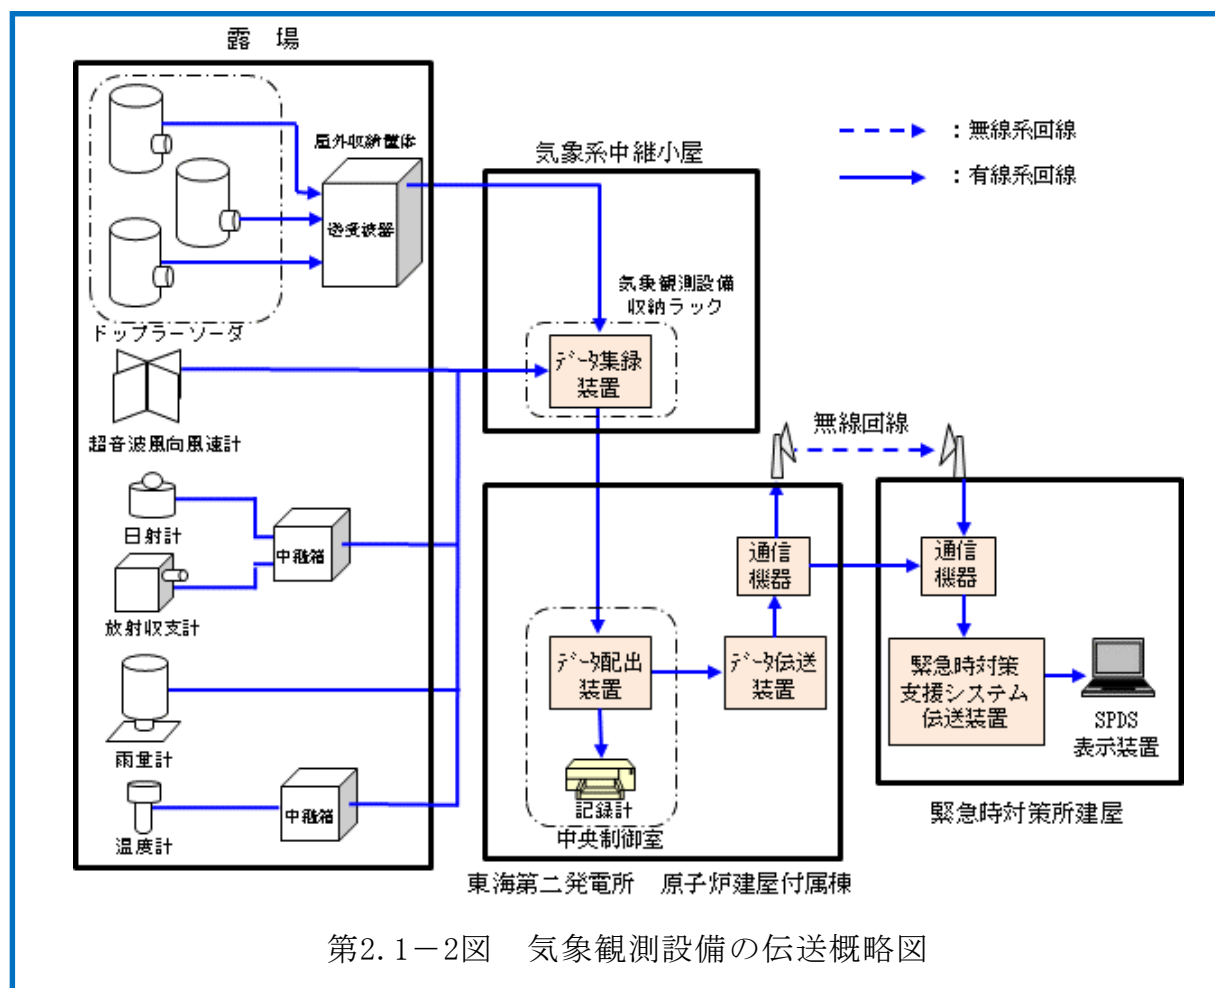 露 場
屋外収納筐体
送受波器
ドップラーソーダ
超音波風向風速計
日射計
中継箱
放射収支計
雨量計
中継箱
温度計
気象系中継小屋
気象観測設備
収納ラック
データ集録
装置
:無線系回線
:有線系回線
無線回線
通信
機器
データ配出
装置
データ伝送
装置
記録計
中央制御室
東海第二発電所 原子炉建屋付属棟
通信
機器
緊急時対策
支援システム
伝送装置
SPDS
表示装置
緊急時対策所建屋
第2.1-2図 気象観測設備の伝送概略図